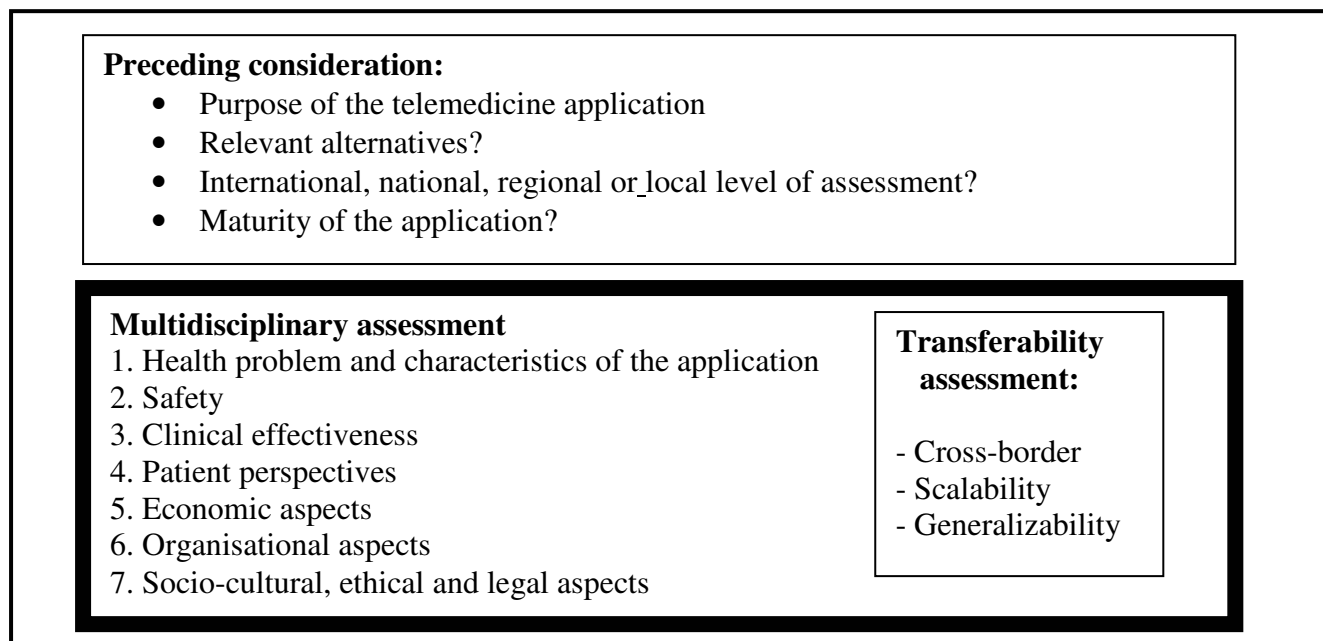 Preceding consideration:
• Purpose of the telemedicine application
• Relevant alternatives?
• International, national, regional or local level of assessment?
• Maturity of the application?
Multidisciplinary assessment
1. Health problem and characteristics of the application
2. Safety
3. Clinical effectiveness
4. Patient perspectives
5. Economic aspects
6. Organisational aspects
7. Socio-cultural, ethical and legal aspects
Transferability
assessment:
- Cross-border
- Scalability
- Generalizability